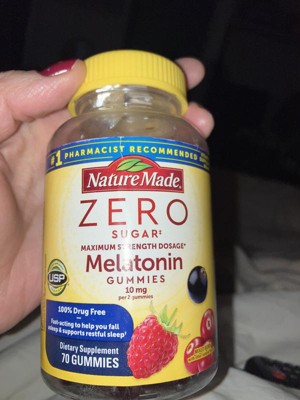 #1 PHARMACIST RECOMMENDED
Nature Made®
ZERO
SUGAR‡
MAXIMUM STRENGTH DOSAGE^
Melatonin
GUMMIES
10 mg
per 2 gummies
USP
100% Drug Free
Fast-acting to help you fall
asleep & supports restful sleep†
Dietary Supplement
70 GUMMIES